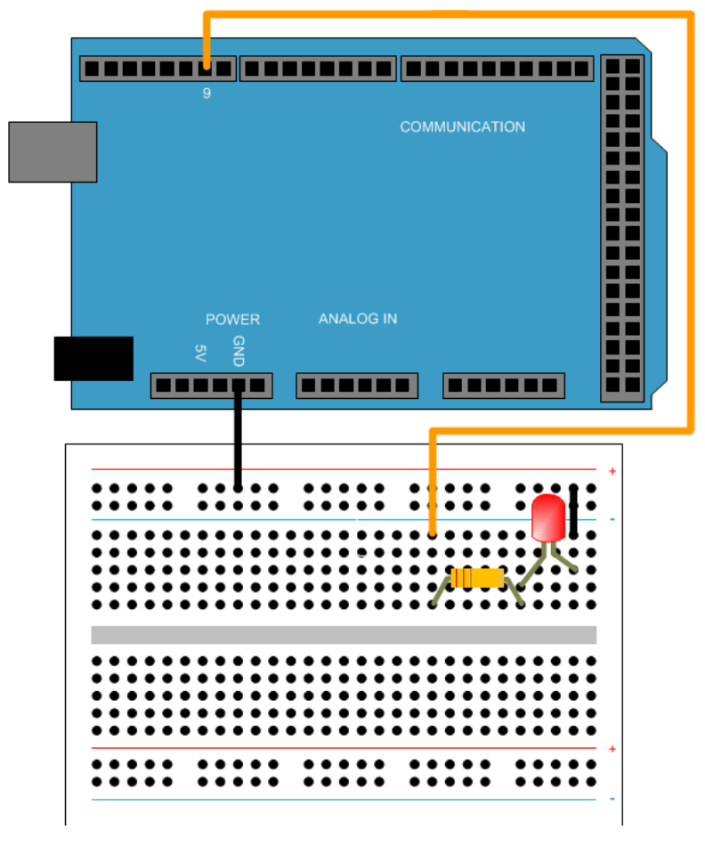 9
COMMUNICATION
POWER
ANALOG IN
5V
GND
+
-
+
-